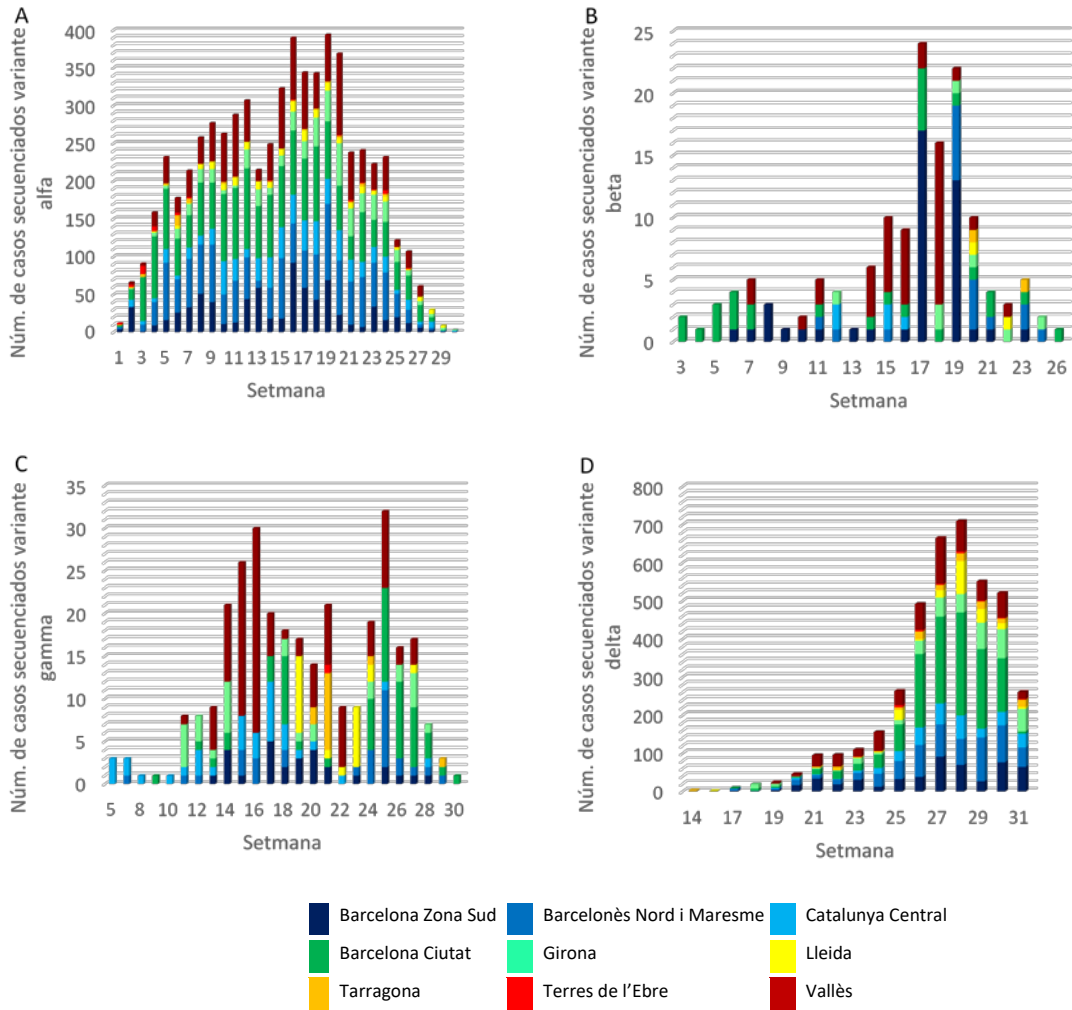 A
Núm. de casos secuenciados variante
alfa
400
350
300
250
200
150
100
50
0
1 3 5 7 9 11 13 15 17 19 21 23 25 27 29
Setmana
B
Núm. de casos secuenciados variante
beta
25
20
15
10
5
0
3 5 7 9 11 13 15 17 19 21 23 26
Setmana
C
Núm. de casos secuenciados variante
gamma
35
30
25
20
15
10
5
0
5 8 10 12 14 16 18 20 22 24 26 28 30
Setmana
D
Núm. de casos secuenciados variante
delta
800
700
600
500
400
300
200
100
0
14 17 19 21 23 25 27 29 31
Setmana
Barcelona Zona Sud Barcelonès Nord i Maresme Catalunya Central
Barcelona Ciutat Girona Lleida
Tarragona Terres de l’Ebre Vallès